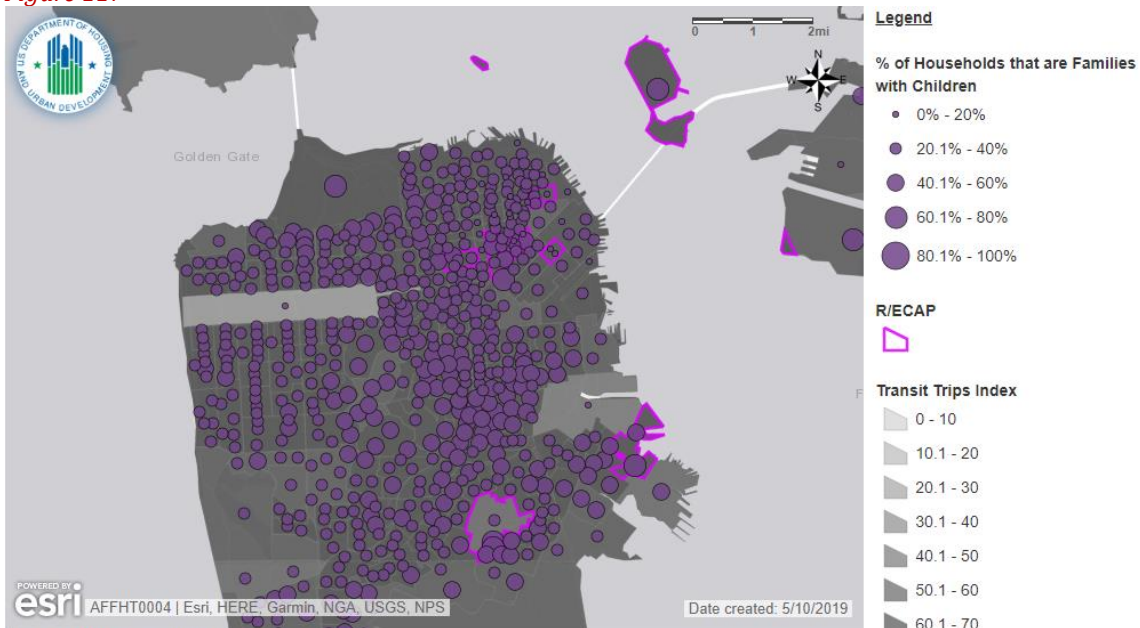 U.S. DEPARTMENT OF HOUSING
AND URBAN DEVELOPMENT
0 1 2mi
N
W E
S
Golden Gate
F
POWERED BY
esri
AFFHT0004 | Esri, HERE, Garmin, NGA, USGS, NPS
Date created: 5/10/2019
Legend
% of Households that are Families
with Children
0% - 20%
20.1% - 40%
40.1% - 60%
60.1% - 80%
80.1% - 100%
R/ECAP
Transit Trips Index
0 - 10
10.1 - 20
20.1 - 30
30.1 - 40
40.1 - 50
50.1 - 60
60.1 - 70